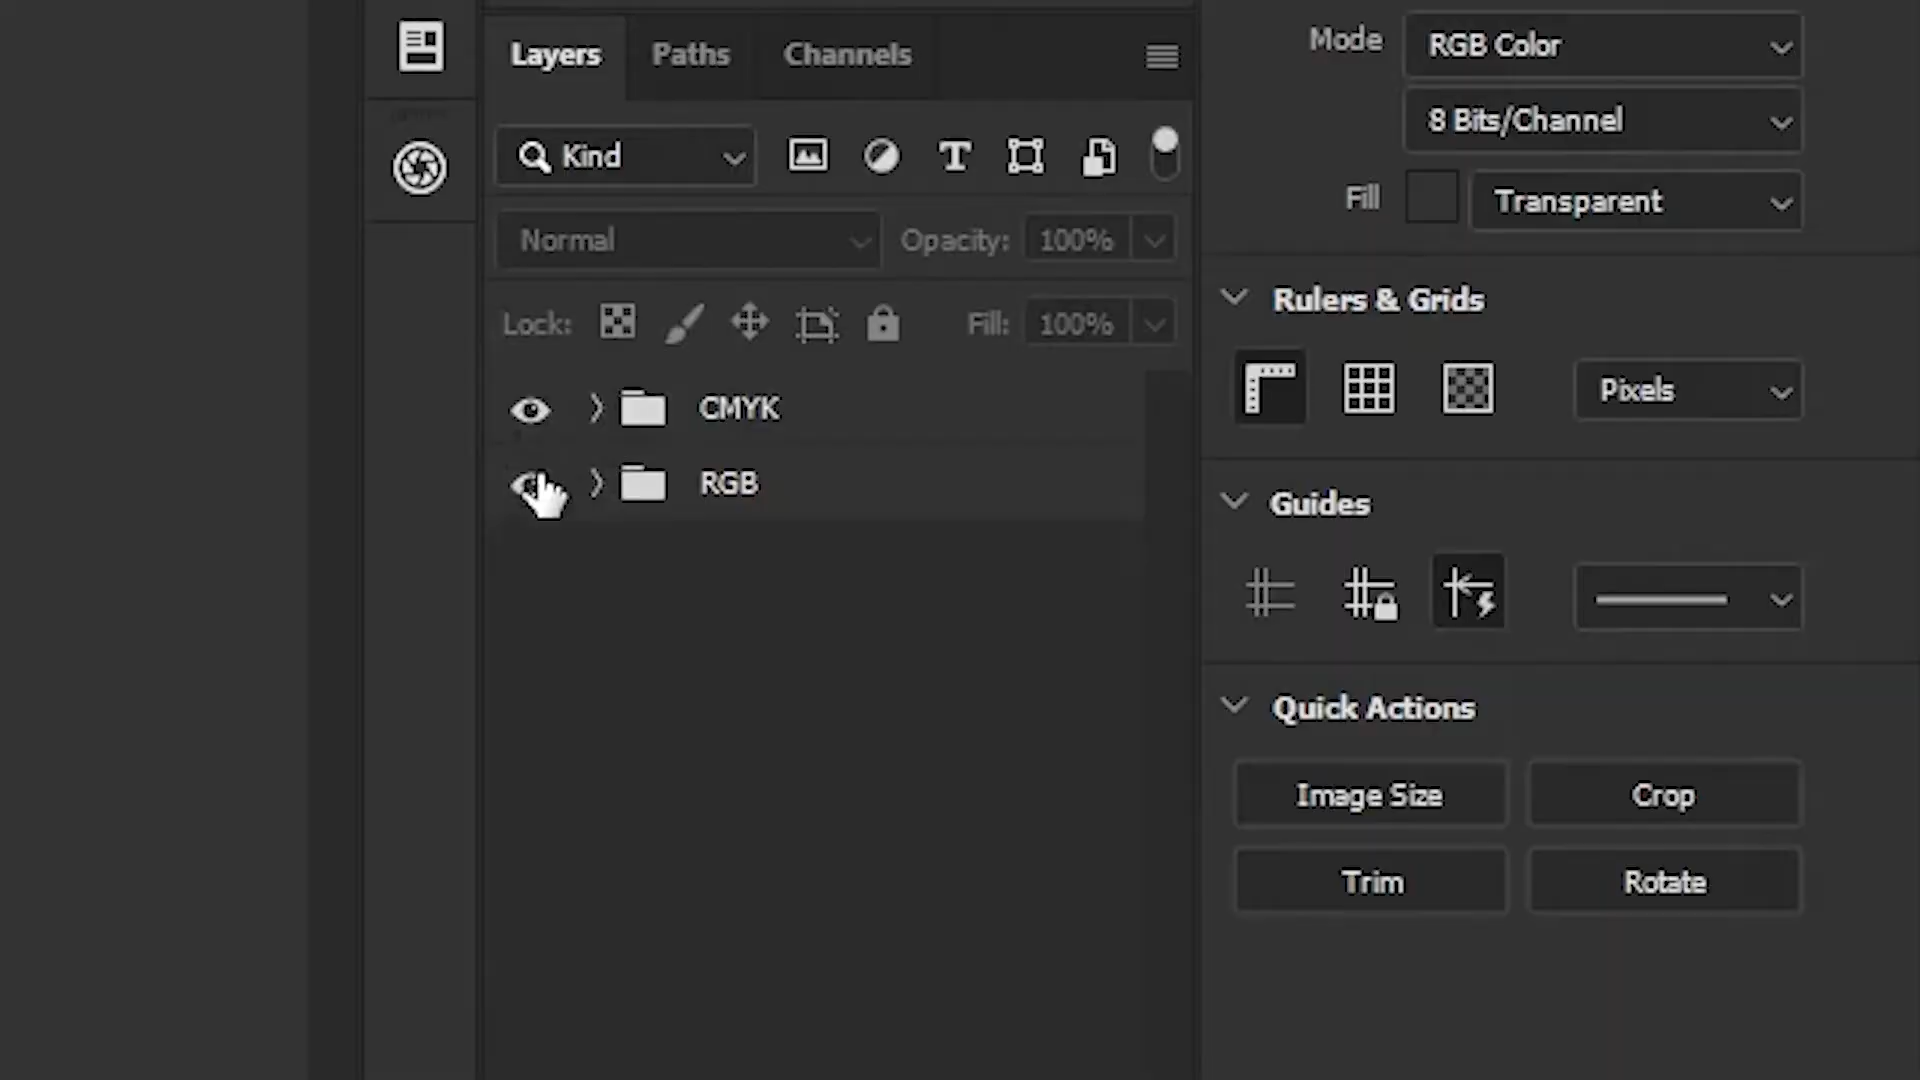 Layers Paths Channels
Kind
Normal Opacity: 100%
Lock: Fill: 100%
CMYK
RGB
Mode RGB Color
8 Bits/Channel
Fill Transparent
Rulers & Grids
Pixels
Guides
Quick Actions
Image Size Crop
Trim Rotate